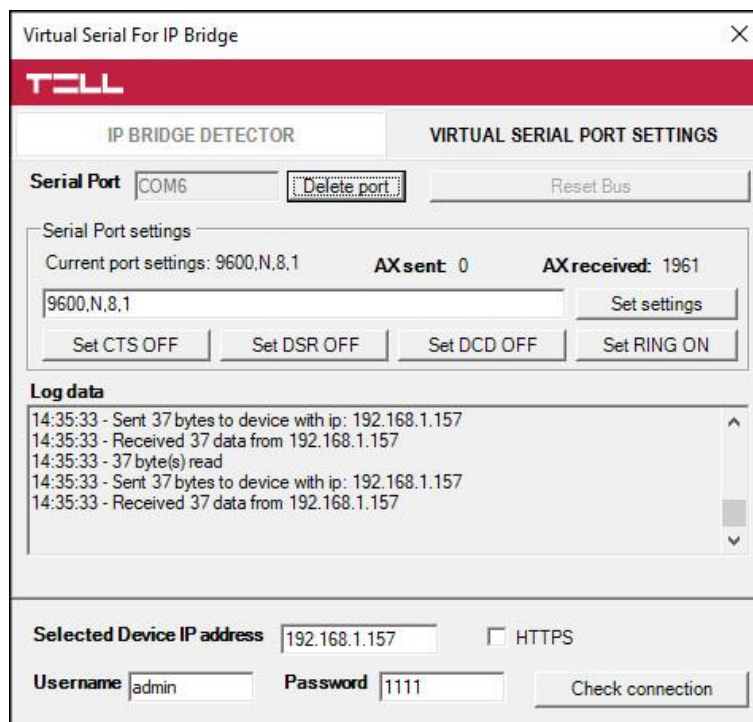 Virtual Serial For IP Bridge
TELL
IP BRIDGE DETECTOR VIRTUAL SERIAL PORT SETTINGS
Serial Port COM6 Delete port Reset Bus
Serial Port settings
Current port settings: 9600,N,8,1 AX sent: 0 AX received: 1961
9600,N,8,1 Set settings
Set CTS OFF Set DSR OFF Set DCD OFF Set RING ON
Log data
14:35:33 - Sent 37 bytes to device with ip: 192.168.1.157
14:35:33 - Received 37 data from 192.168.1.157
14:35:33 - 37 byte(s) read
14:35:33 - Sent 37 bytes to device with ip: 192.168.1.157
14:35:33 - Received 37 data from 192.168.1.157
Selected Device IP address 192.168.1.157 HTTPS
Username admin Password 1111 Check connection